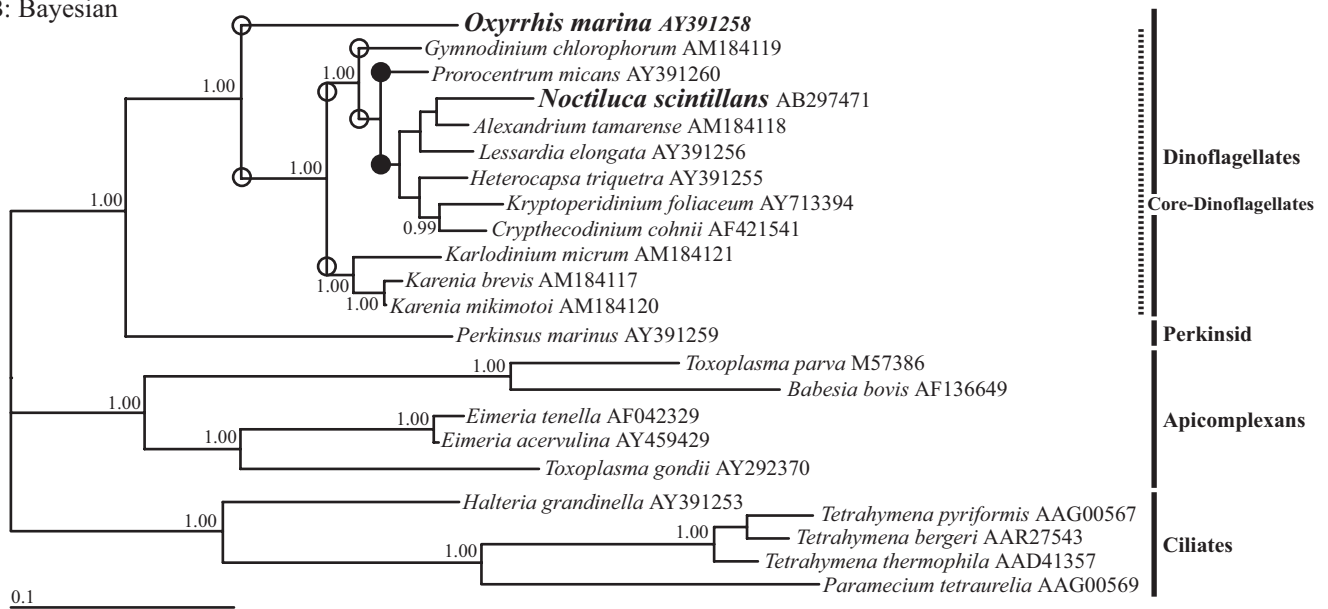 B: Bayesian
Oxyrrhis marina AY391258
Gymnodinium chlorophorum AM184119
1.00
Prorocentrum micans AY391260
1.00
Noctiluca scintillans AB297471
Alexandrium tamarense AM184118
Lessardia elongata AY391256
Dinoflagellates
1.00
Heterocapsa triquetra AY391255
1.00
Kryptoperidinium foliaceum AY713394
Core-Dinoflagellates
0.99
Crypthecodinium cohnii AF421541
Karlodinium micrum AM184121
1.00
Karenia brevis AM184117
1.00
Karenia mikimotoi AM184120
Perkinsus marinus AY391259
Perkinsid
1.00
Toxoplasma parva M57386
Babesia bovis AF136649
1.00
1.00
Eimeria tenella AF042329
Apicomplexans
1.00
Eimeria acervulina AY459429
Toxoplasma gondii AY292370
Halteria grandinella AY391253
1.00
Tetrahymena pyriformis AAG00567
1.00
Tetrahymena bergeri AAR27543
Ciliates
1.00
Tetrahymena thermophila AAD41357
Paramecium tetraurelia AAG00569
0.1